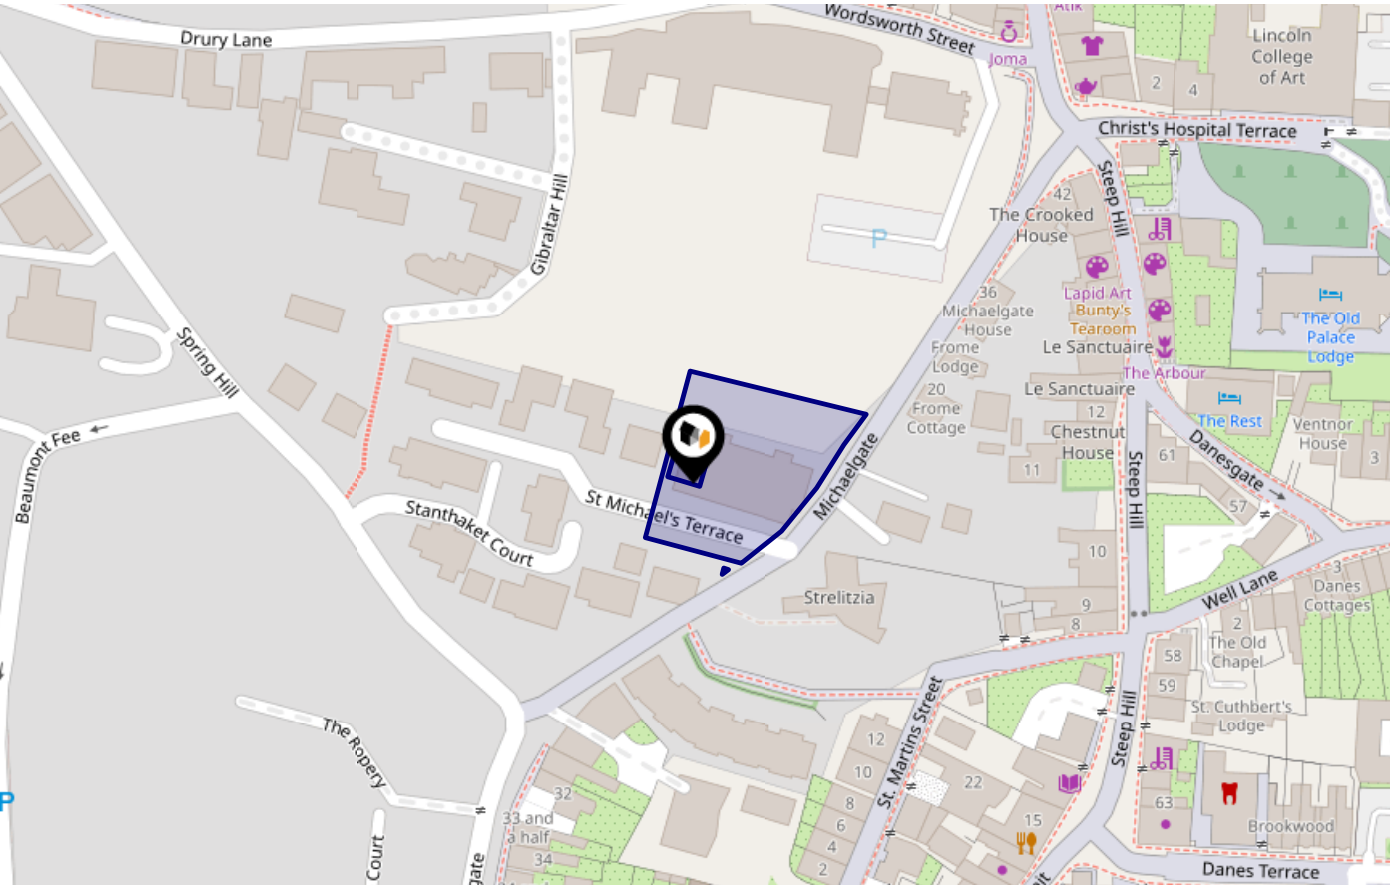 Atik
Wordsworth Street
Drury Lane
Joma
Lincoln
College
of Art
2
4
Christ's Hospital Terrace
Gibraltar Hill
Steep Hill
42
The Crooked
House
P
36
Michaelgate
House
Lapid Art
Bunty's
Tearoom
The Old
Palace
Lodge
Spring Hill
Frome
Lodge
Le Sanctuaire
The Arbour
20
Frome
Cottage
Le Sanctuaire
12
Chestnut
House
The Rest
Ventnor
House
Beaumont Fee
Michaelgate
11
61
Danesgate
3
Steep Hill
57
St Michael's Terrace
Stanthaket Court
10
Well Lane
3
Danes
Cottages
Strelitzia
9
8
2
The Old
Chapel
58
59
St. Cuthbert's
Lodge
The Ropery
St. Martins Street
Steep Hill
12
10
22
8
6
4
2
15
63
32
33 and
a half
34
P
Brookwood
Court
gate
Danes Terrace